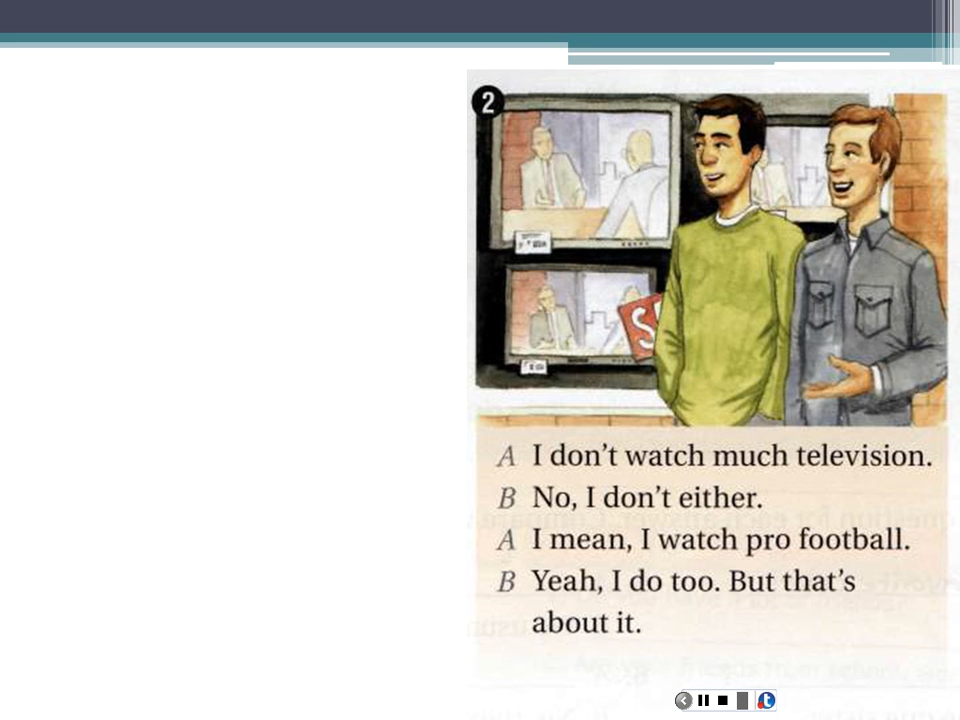 2
S
A I don't watch much television.
B No, I don't either.
A I mean, I watch pro football.
B Yeah, I do too. But that's
about it.